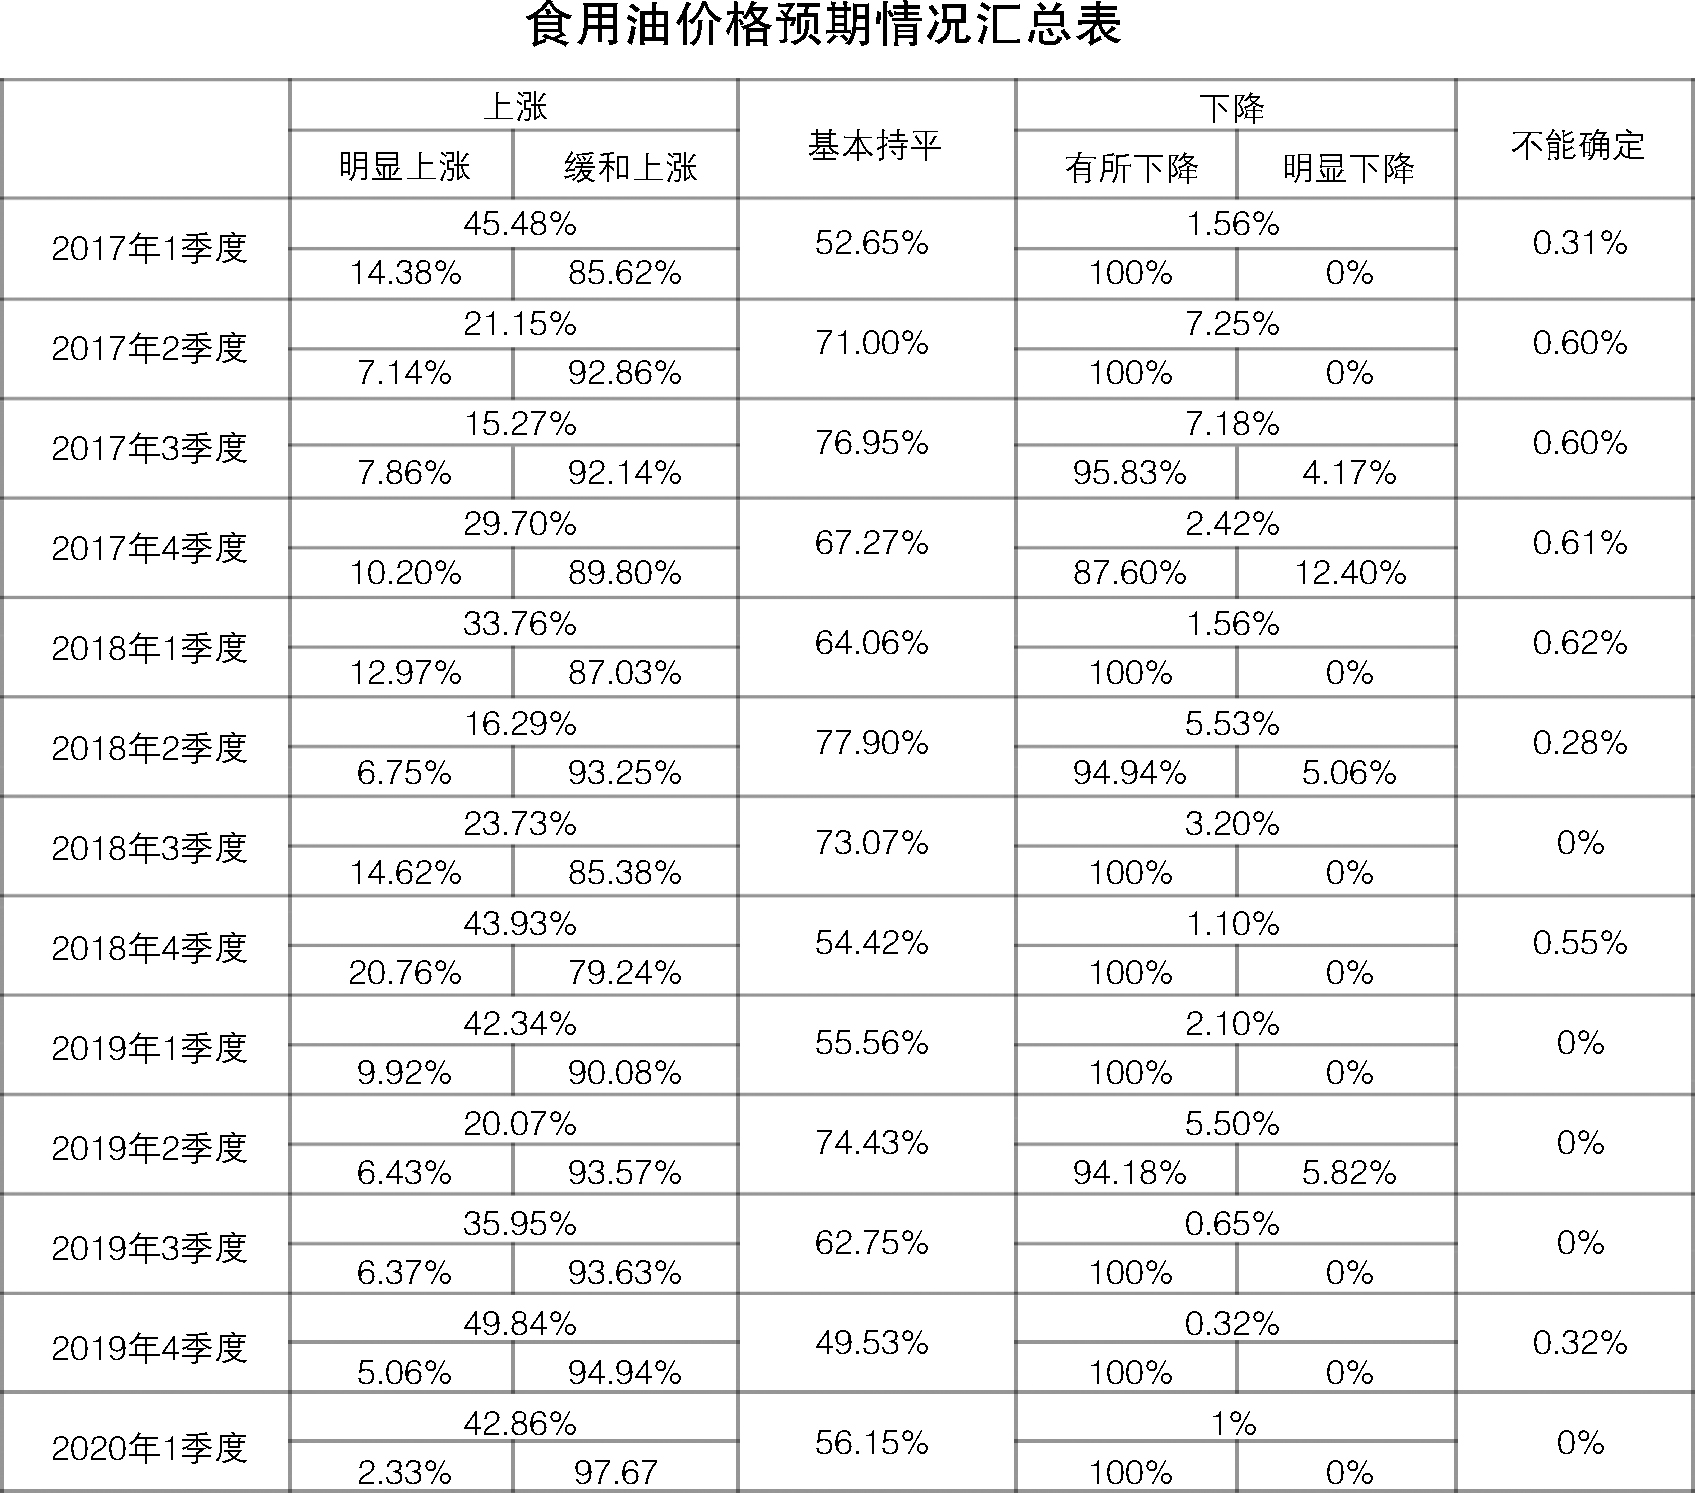 食用油价格预期情况汇总表
上涨 基本持平 下降 不能确定
明显上涨 缓和上涨 有所下降 明显下降
2017年1季度 45.48% 52.65% 1.56% 0.31%
14.38% 85.62% 100% 0%
2017年2季度 21.15% 71.00% 7.25% 0.60%
7.14% 92.86% 100% 0%
2017年3季度 15.27% 76.95% 7.18% 0.60%
7.86% 92.14% 95.83% 4.17%
2017年4季度 29.70% 67.27% 2.42% 0.61%
10.20% 89.80% 87.60% 12.40%
2018年1季度 33.76% 64.06% 1.56% 0.62%
12.97% 87.03% 100% 0%
2018年2季度 16.29% 77.90% 5.53% 0.28%
6.75% 93.25% 94.94% 5.06%
2018年3季度 23.73% 73.07% 3.20% 0%
14.62% 85.38% 100% 0%
2018年4季度 43.93% 54.42% 1.10% 0.55%
20.76% 79.24% 100% 0%
2019年1季度 42.34% 55.56% 2.10% 0%
9.92% 90.08% 100% 0%
2019年2季度 20.07% 74.43% 5.50% 0%
6.43% 93.57% 94.18% 5.82%
2019年3季度 35.95% 62.75% 0.65% 0%
6.37% 93.63% 100% 0%
2019年4季度 49.84% 49.53% 0.32% 0.32%
5.06% 94.94% 100% 0%
2020年1季度 42.86% 56.15% 1% 0%
2.33% 97.67 100% 0%